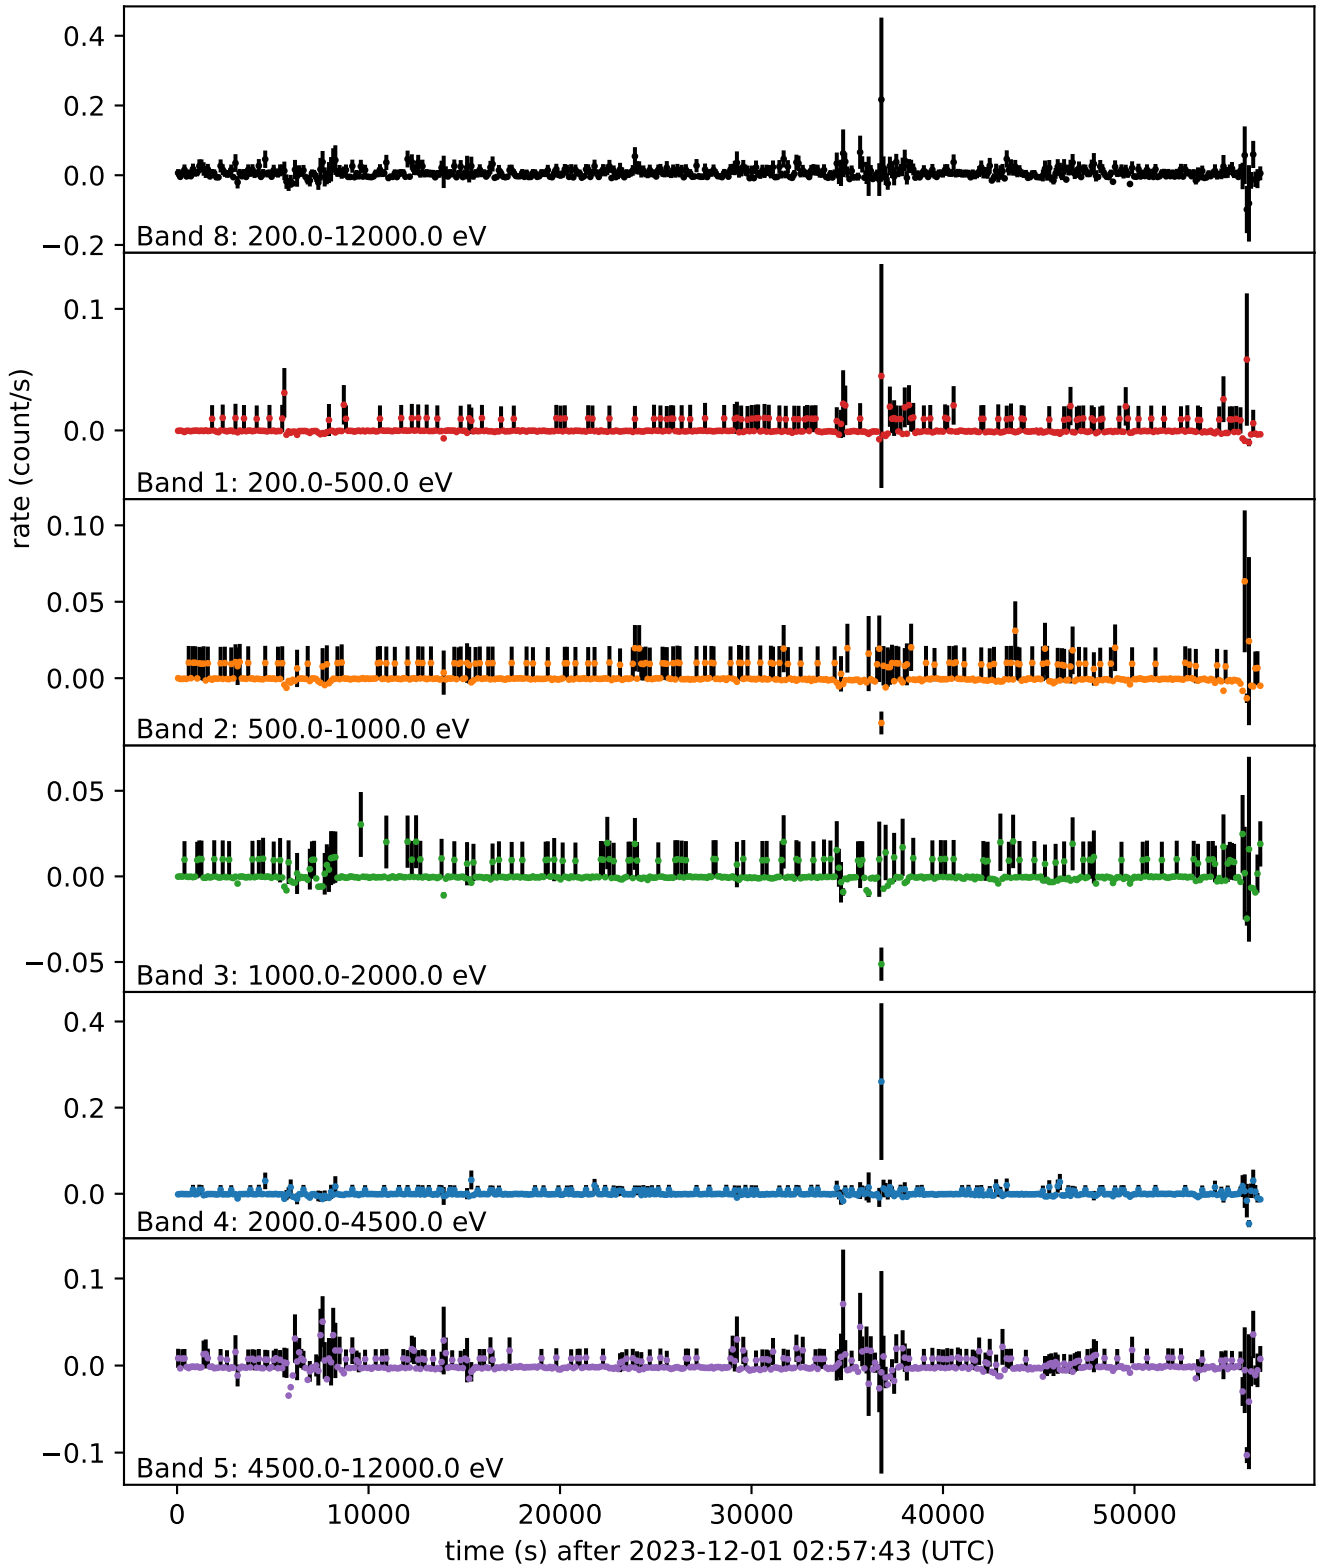 0.4
0.2
0.0
−0.2
Band 8: 200.0-12000.0 eV
0.1
0.0
Band 1: 200.0-500.0 eV
rate (count/s)
0.10
0.05
0.00
Band 2: 500.0-1000.0 eV
0.05
0.00
−0.05
Band 3: 1000.0-2000.0 eV
0.4
0.2
0.0
Band 4: 2000.0-4500.0 eV
0.1
0.0
−0.1
Band 5: 4500.0-12000.0 eV
0 10000 20000 30000 40000 50000
time (s) after 2023-12-01 02:57:43 (UTC)